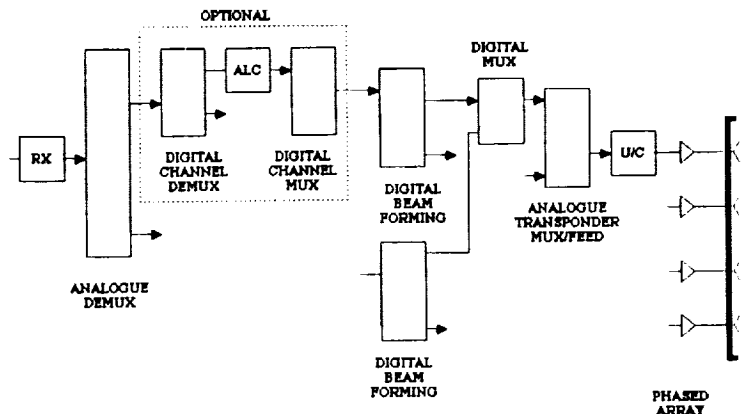 OPTIONAL
ALC
DIGITAL
CHANNEL
DEMUX
DIGITAL
CHANNEL
MUX
RX
ANALOGUE
DEMUX
DIGITAL
BEAM
FORMING
DIGITAL
BEAM
FORMING
DIGITAL
MUX
ANALOGUE
TRANSPONDER
MUX/FEED
U/C
PHASED
ARRAY